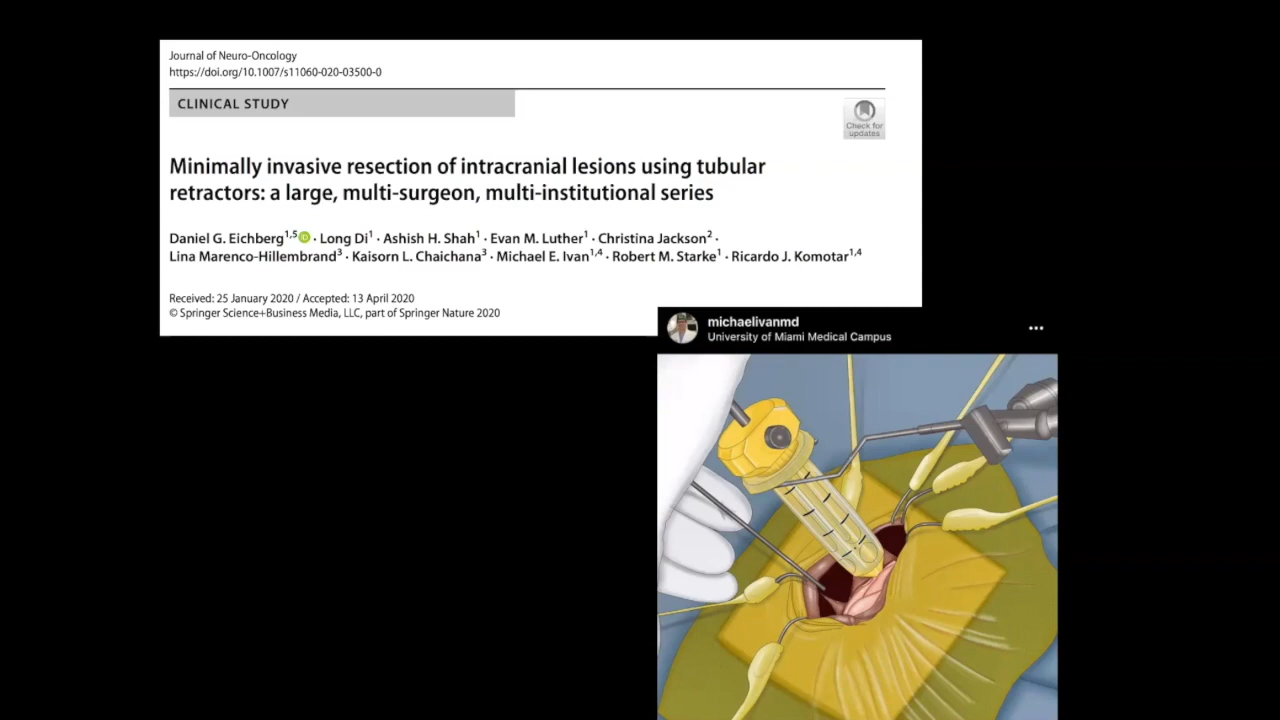 Journal of Neuro-Oncology
https://doi.org/10.1007/s11060-020-03500-0
CLINICAL STUDY
Check for
updates
Minimally invasive resection of intracranial lesions using tubular
retractors: a large, multi-surgeon, multi-institutional series
Daniel G. Eichberg1,5 · Long Di1 · Ashish H. Shah1 · Evan M. Luther1 · Christina Jackson2 ·
Lina Marenco-Hillembrand3 · Kaisorn L. Chaichana3 · Michael E. Ivan1,4 · Robert M. Starke1 · Ricardo J. Komotar1,4
Received: 25 January 2020 / Accepted: 13 April 2020
© Springer Science+Business Media, LLC, part of Springer Nature 2020
michaelivanmd
University of Miami Medical Campus